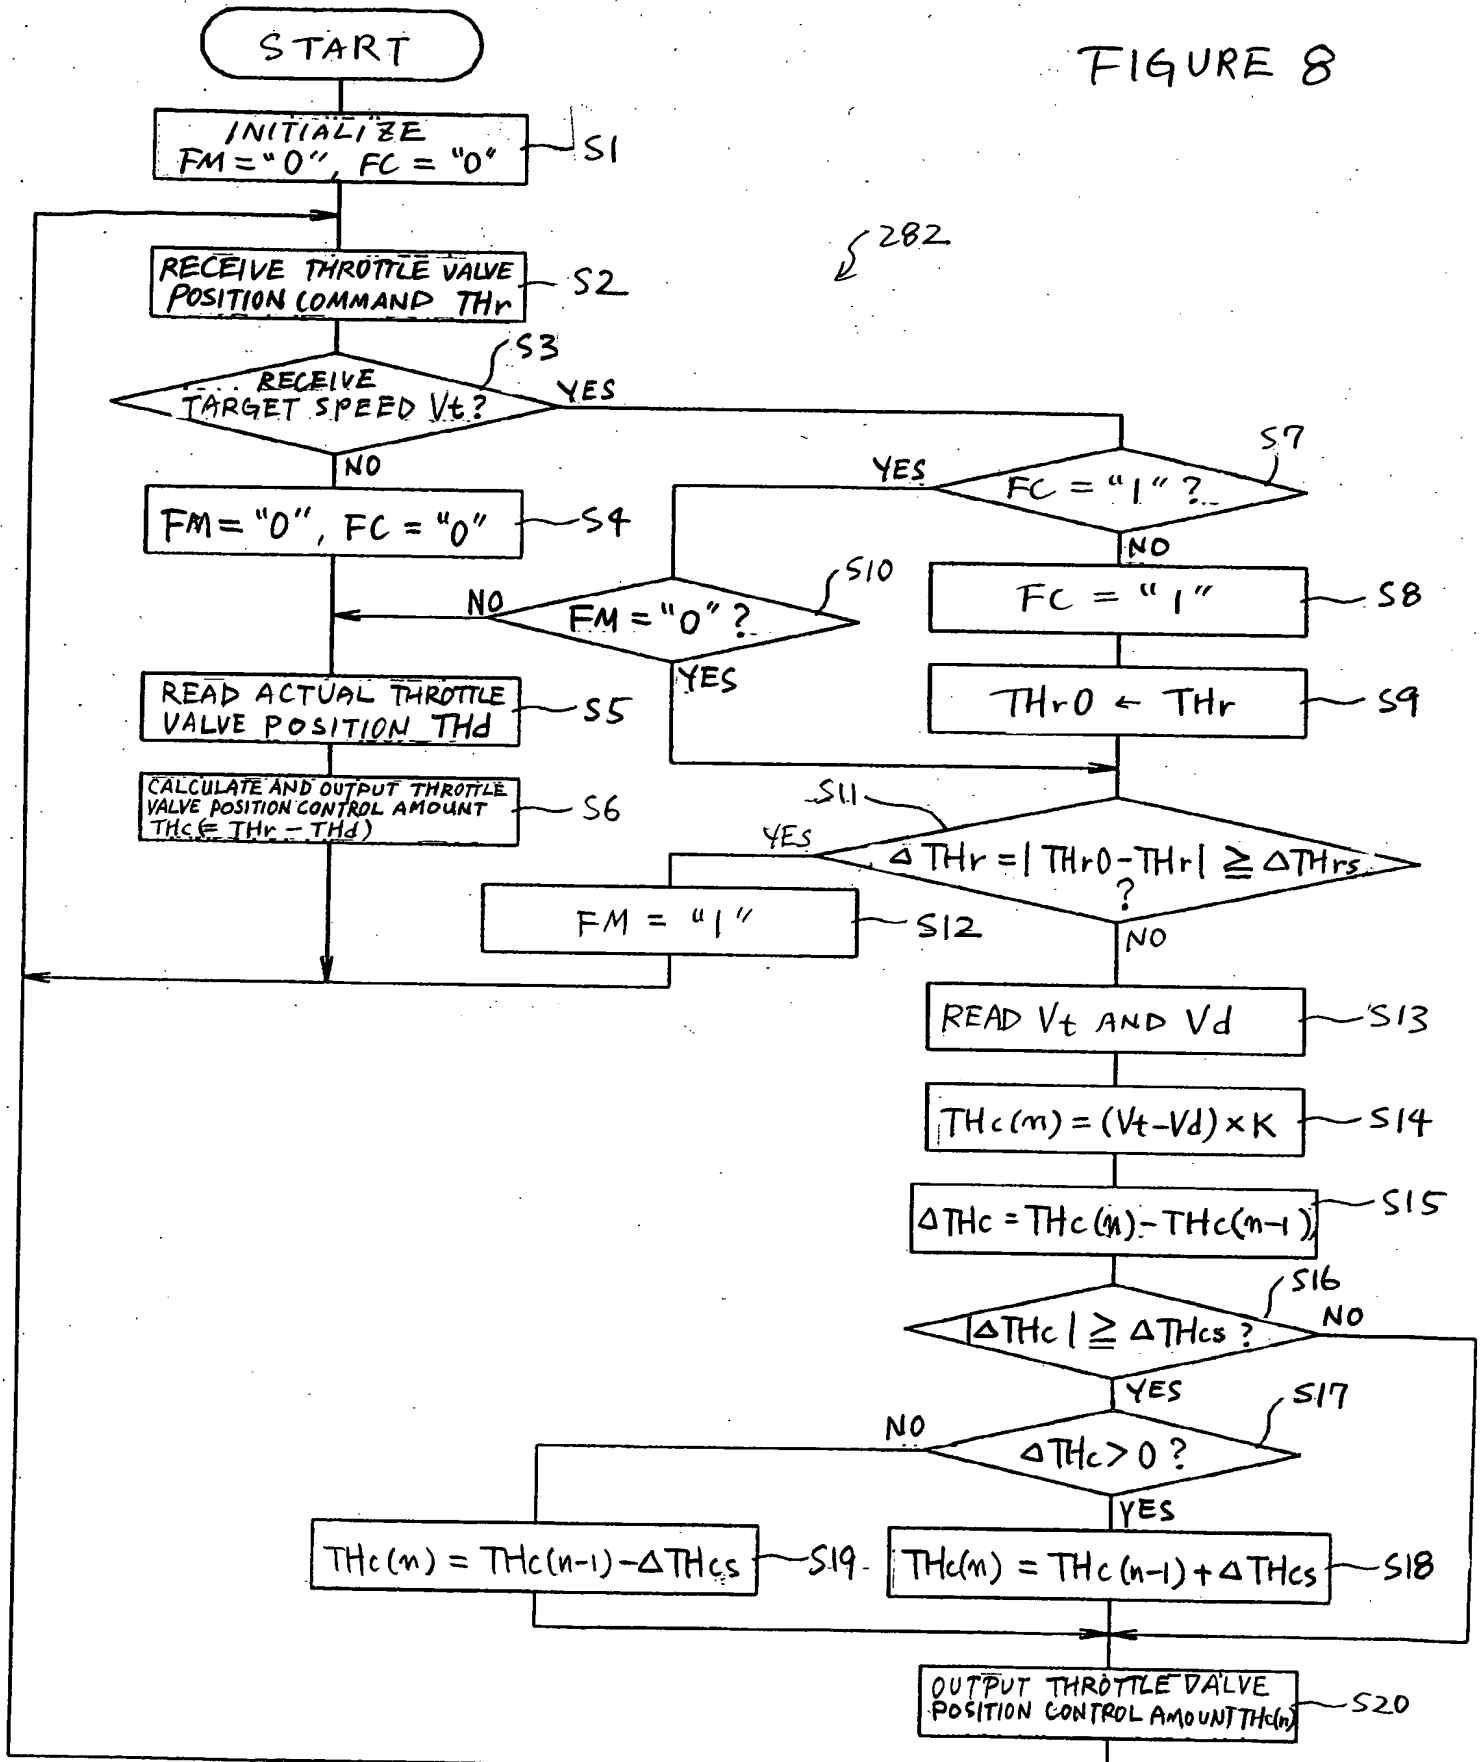 START
FIGURE 8
INITIALIZE
FM = "0", FC = "0"
S1
282
RECEIVE THROTTLE VALVE
POSITION COMMAND THr
S2
S3
RECEIVE
TARGET SPEED Vt?
YES
NO
S7
YES
FC = "1" ?
NO
FM = "0", FC = "0"
S4
S10
NO
FM = "0" ?
YES
FC = "1"
S8
READ ACTUAL THROTTLE
VALVE POSITION THd
S5
THr0 ← THr
S9
CALCULATE AND OUTPUT THROTTLE
VALVE POSITION CONTROL AMOUNT
THc (= THr - THd)
S6
S11
YES
Δ THr = | THr0 - THr | ≧ ΔTHrs
?
NO
FM = "1"
S12
READ Vt AND Vd
S13
THc(n) = (Vt-Vd) × K
S14
ΔTHc = THc(n) - THc(n-1)
S15
S16
|ΔTHc| ≧ ΔTHcs ?
NO
YES
S17
NO
ΔTHc > 0 ?
YES
THc(n) = THc(n-1) - ΔTHcs
S19
THc(n) = THc(n-1) + ΔTHcs
S18
OUTPUT THROTTLE VALVE
POSITION CONTROL AMOUNT THc(n)
S20